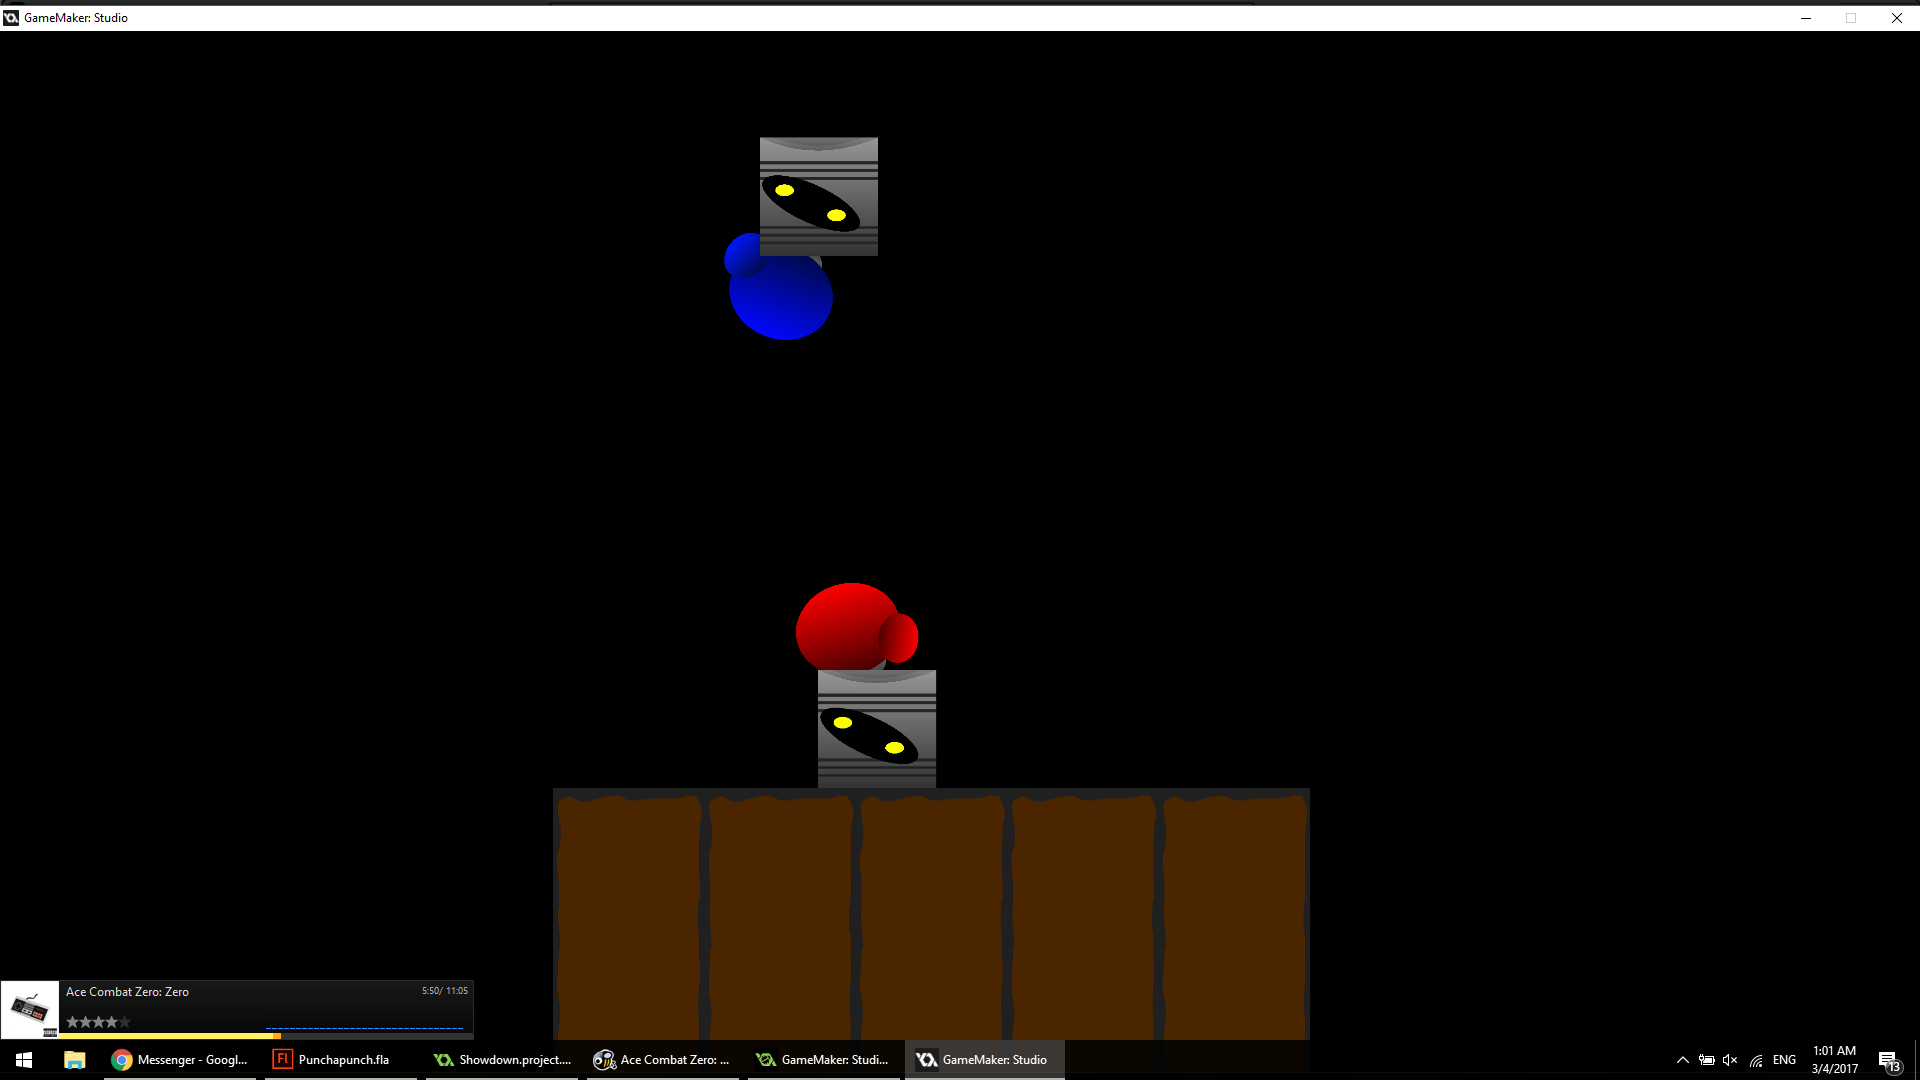 GameMaker: Studio
Ace Combat Zero: Zero
5:50/ 11:05
Messenger - Googl...
Fl
Punchapunch.fla
Showdown.project....
Ace Combat Zero: ...
GameMaker: Studi...
GameMaker: Studio
ENG
1:01 AM
3/4/2017
13